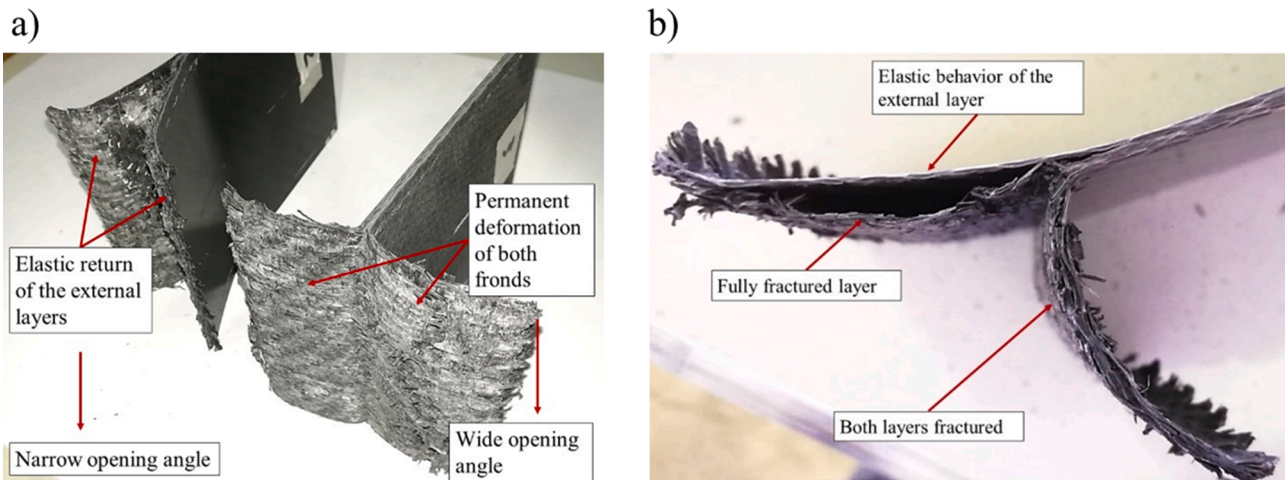 a)
b)
Elastic return
of the external
layers
Narrow opening angle
Permanent
deformation
of both
fronds
Wide opening
angle
Elastic behavior of the
external layer
Fully fractured layer
Both layers fractured